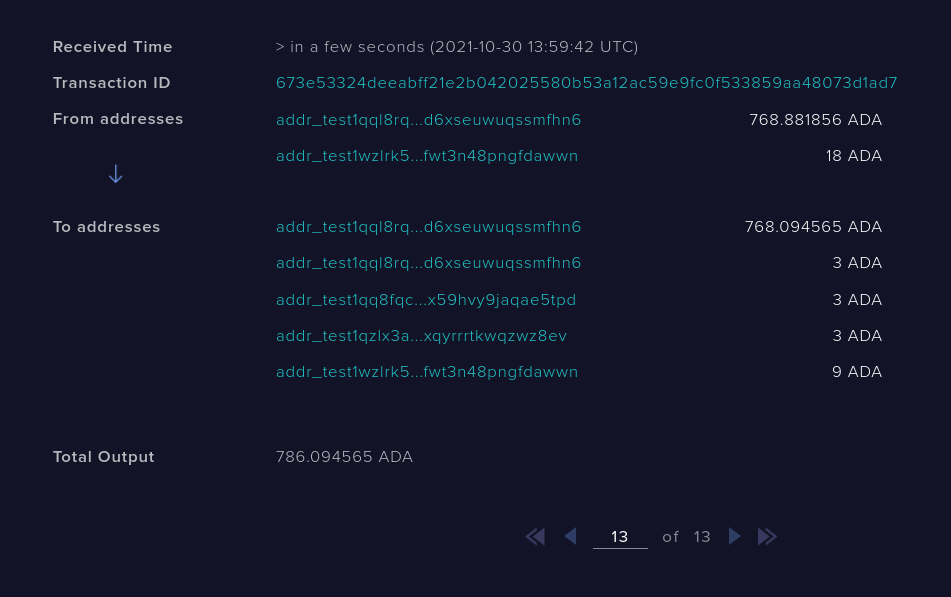 Received Time > in a few seconds (2021-10-30 13:59:42 UTC)
Transaction ID 673e53324deeabff21e2b042025580b53a12ac59e9fc0f533859aa48073d1ad7
From addresses addr_test1qql8rq...d6xseuwuqssmfhn6 768.881856 ADA
addr_test1wzlrk5...fwt3n48pngfdawwn 18 ADA
To addresses addr_test1qql8rq...d6xseuwuqssmfhn6 768.094565 ADA
addr_test1qql8rq...d6xseuwuqssmfhn6 3 ADA
addr_test1qq8fqc...x59hvy9jaqae5tpd 3 ADA
addr_test1qzlx3a...xqyrrrtkwqzwz8ev 3 ADA
addr_test1wzlrk5...fwt3n48pngfdawwn 9 ADA
Total Output 786.094565 ADA
13 of 13